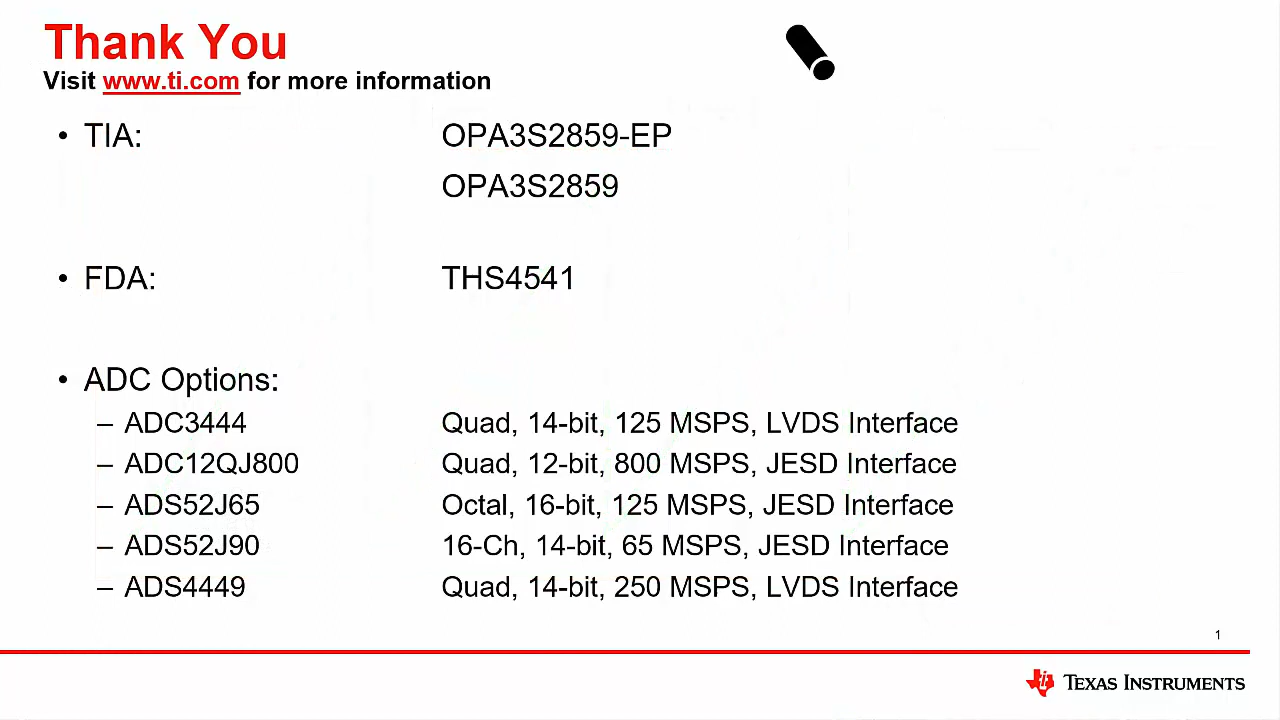 Thank You
Visit www.ti.com for more information
• TIA: OPA3S2859-EP
OPA3S2859
• FDA: THS4541
• ADC Options:
– ADC3444 Quad, 14-bit, 125 MSPS, LVDS Interface
– ADC12QJ800 Quad, 12-bit, 800 MSPS, JESD Interface
– ADS52J65 Octal, 16-bit, 125 MSPS, JESD Interface
– ADS52J90 16-Ch, 14-bit, 65 MSPS, JESD Interface
– ADS4449 Quad, 14-bit, 250 MSPS, LVDS Interface
1
TEXAS INSTRUMENTS